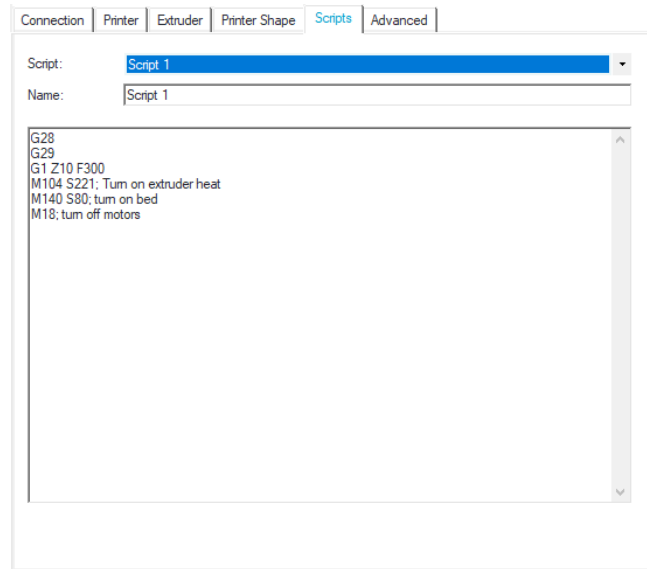 Connection Printer Extruder Printer Shape Scripts Advanced
Script: Script 1
Name: Script 1
G28
G29
G1 Z10 F300
M104 S221; Turn on extruder heat
M140 S80; turn on bed
M18; turn off motors